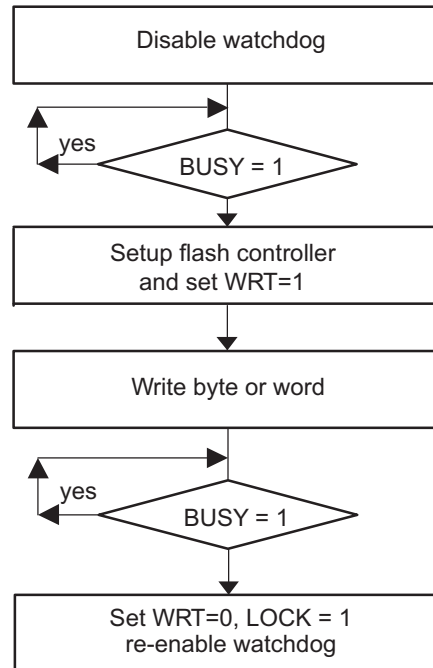 Disable watchdog
yes
BUSY = 1
Setup flash controller
and set WRT=1
Write byte or word
yes
BUSY = 1
Set WRT=0, LOCK = 1
re-enable watchdog